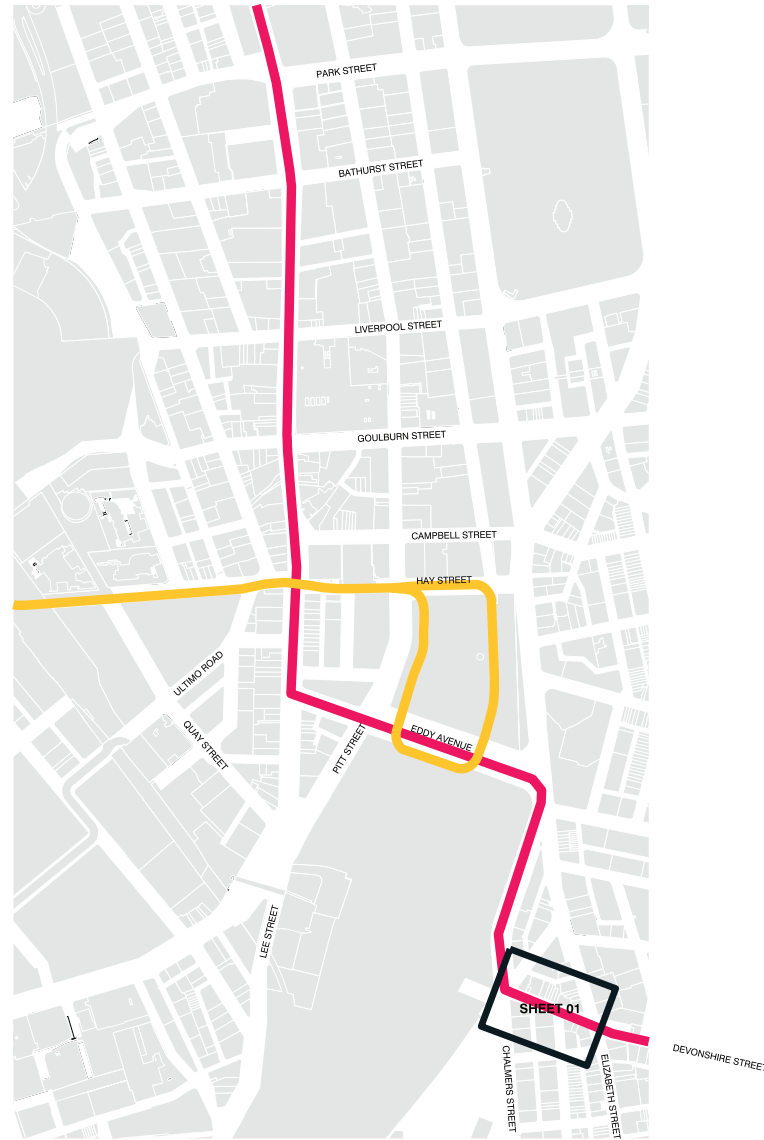 PARK STREET
BATHURST STREET
LIVERPOOL STREET
GOULBURN STREET
CAMPBELL STREET
HAY STREET
ULTIMO ROAD
QUAY STREET
PITT STREET
EDDY AVENUE
LEE STREET
SHEET 01
CHALMERS STREET
ELIZABETH STREET
DEVONSHIRE STREET